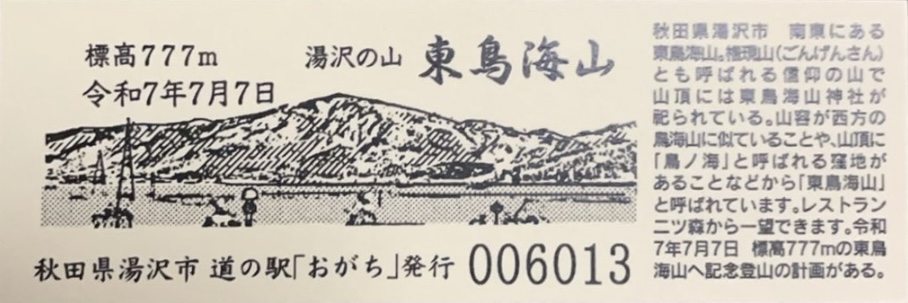 標高777m
令和7年7月7日
湯沢の山 東鳥海山
秋田県湯沢市 道の駅「おがち」発行
006013
秋田県湯沢市 南東にある
東鳥海山。権現山(ごんげんさん)
とも呼ばれる信仰の山で
山頂には東鳥海山神社が
祀られている。山容が西方の
鳥海山に似ていることや、山頂に
「鳥ノ海」と呼ばれる窪地が
あることなどから「東鳥海山」
と呼ばれています。レストラン
二ツ森から一望できます。令和
7年7月7日 標高777mの東鳥
海山へ記念登山の計画がある。